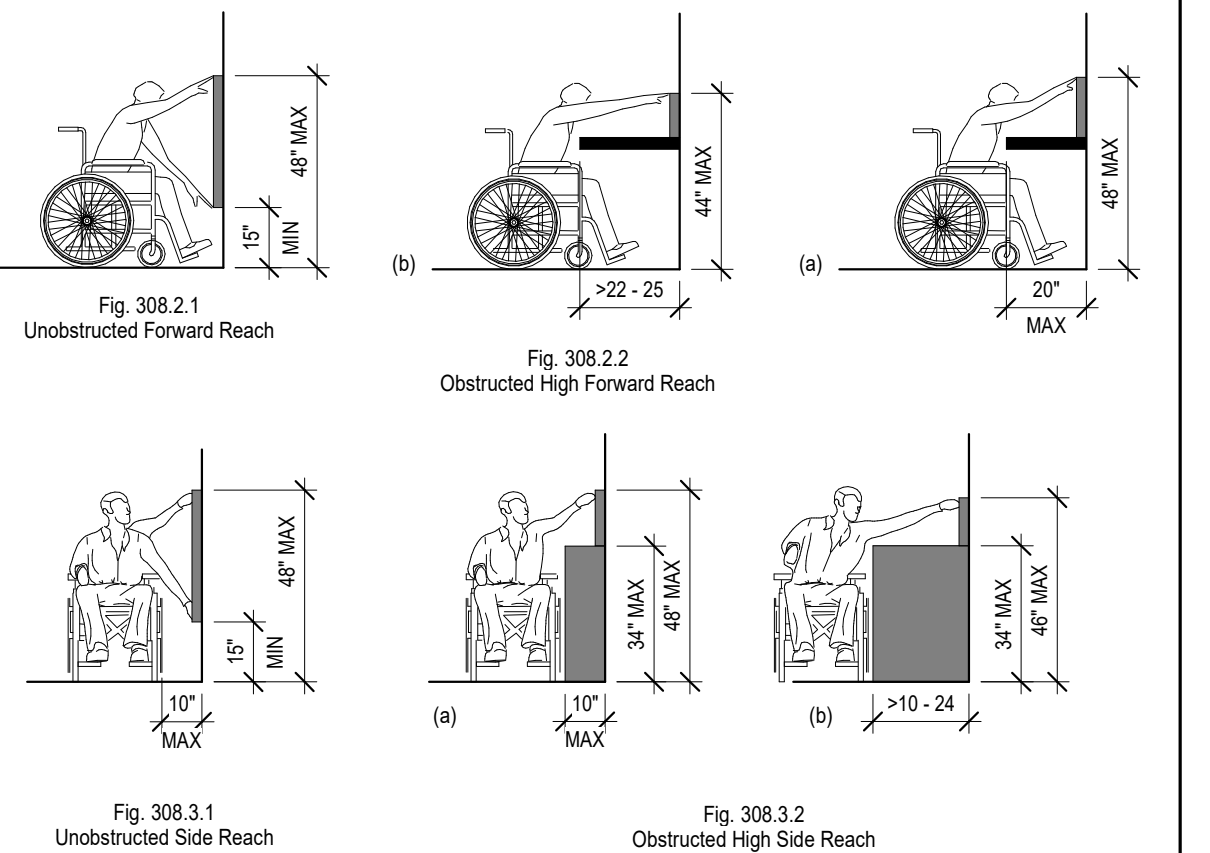 48" MAX
15"
MIN
Fig. 308.2.1
Unobstructed Forward Reach
(b)
44" MAX
>22 - 25
(a)
48" MAX
20"
MAX
Fig. 308.2.2
Obstructed High Forward Reach
48" MAX
15"
MIN
10"
MAX
Fig. 308.3.1
Unobstructed Side Reach
(a)
34" MAX
48" MAX
10"
MAX
(b)
34" MAX
46" MAX
>10 - 24
Fig. 308.3.2
Obstructed High Side Reach